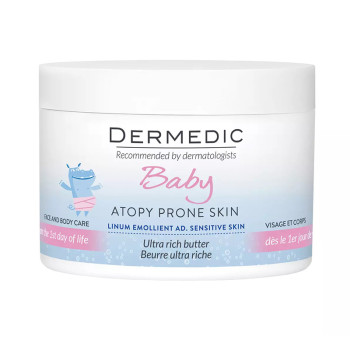 DERMEDIC
Recommended by dermatologists
Baby
ATOPY PRONE SKIN
LINUM EMOLLIENT AD. SENSITIVE SKIN
Ultra rich butter
Beurre ultra riche
FACE AND BODY CARE
1st day of life
VISAGE ET CORPS
dès le 1er jour de